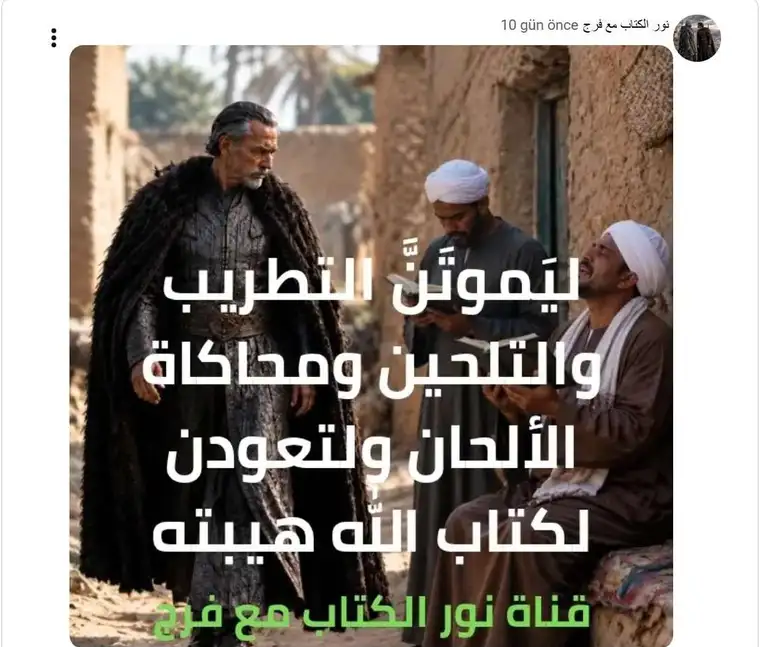 نور الكتاب مع فرج 10 gün önce
ليَموتَنَّ التطريب
والتلحين ومحاكاة
الألحان ولتعودن
لكتاب الله هيبته
قناة نور الكتاب مع فرج